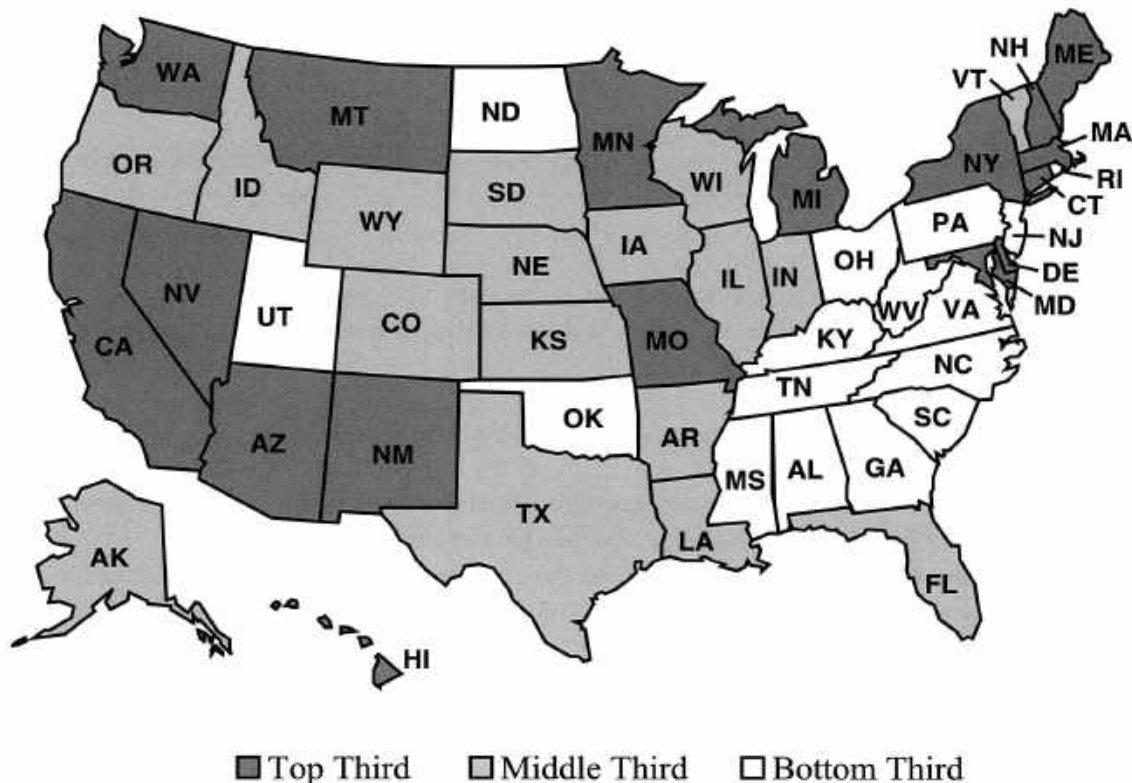 WA
MT
ND
MN
NH
ME
VT
MA
OR
ID
SD
WI
MI
NY
RI
CT
WY
IA
PA
NJ
NE
IL
IN
OH
DE
NV
UT
CO
KS
MO
KY
WV
VA
MD
CA
TN
NC
OK
AR
SC
AZ
NM
MS
AL
GA
TX
LA
AK
FL
HI
Top Third
Middle Third
Bottom Third